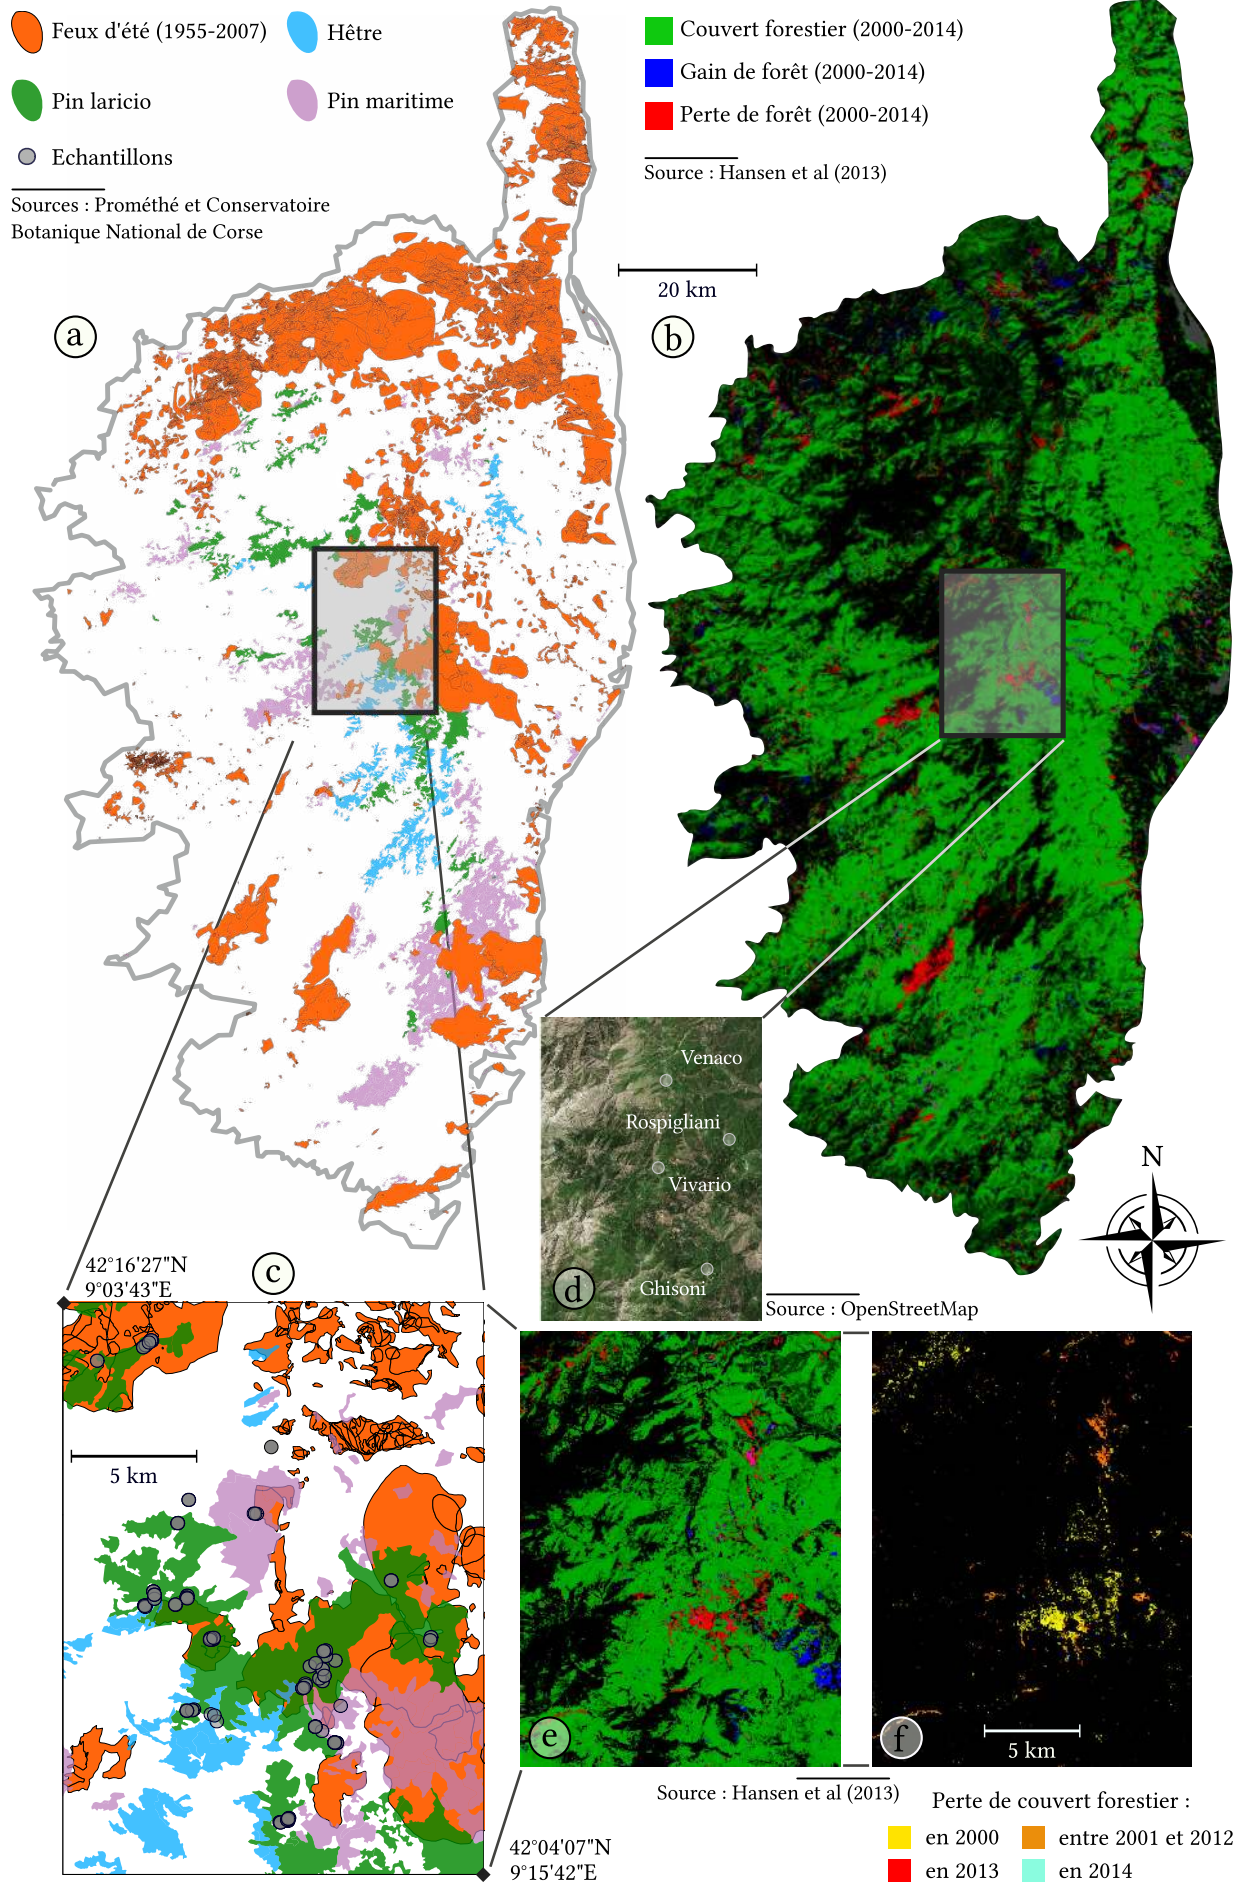 Feux d'été (1955-2007)
Hêtre
Pin laricio
Pin maritime
Echantillons
Sources : Prométhé et Conservatoire
Botanique National de Corse
Couvert forestier (2000-2014)
Gain de forêt (2000-2014)
Perte de forêt (2000-2014)
Source : Hansen et al (2013)
20 km
a
b
N
Venaco
Rospigliani
Vivario
Ghisoni
d
Source : OpenStreetMap
42°16'27"N
9°03'43"E
c
5 km
42°04'07"N
9°15'42"E
e
f
5 km
Source : Hansen et al (2013)
Perte de couvert forestier :
en 2000
entre 2001 et 2012
en 2013
en 2014